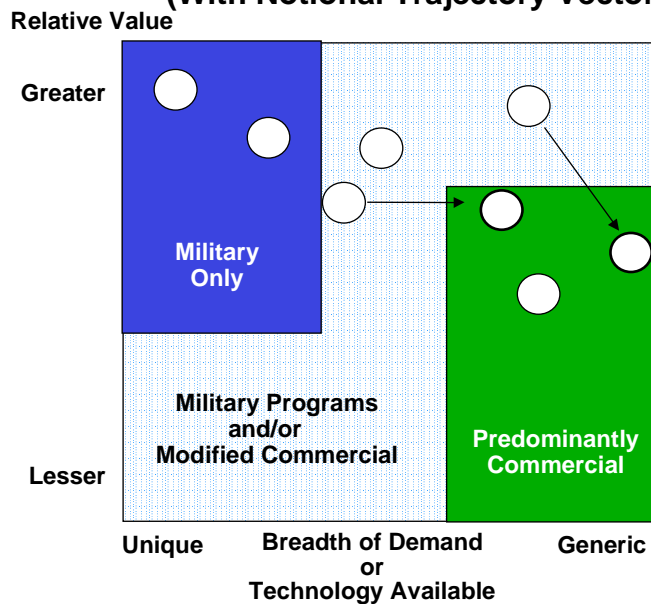 (With Notional Trajectory Vector
Relative Value
Greater
Military
Only
Military Programs
and/or
Modified Commercial
Predominantly
Commercial
Lesser
Unique
Breadth of Demand
or
Technology Available
Generic